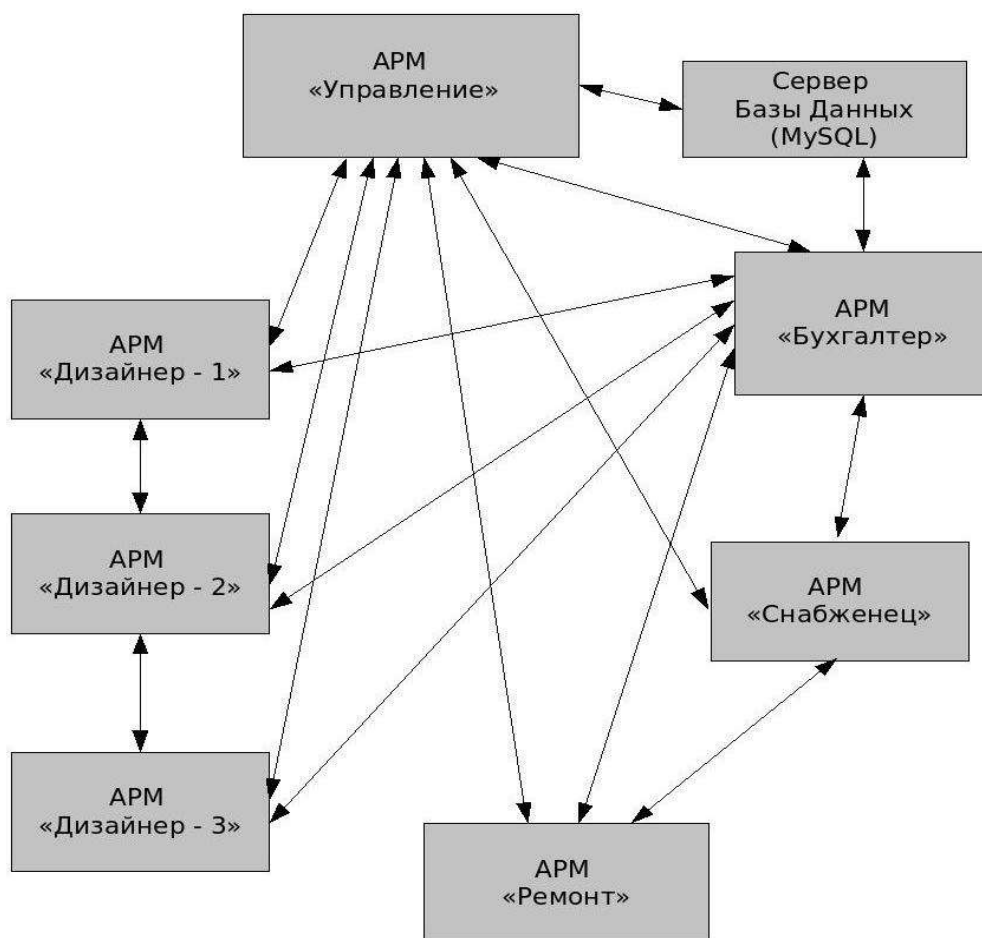 АРМ
«Управление»
Сервер
Базы Данных
(MySQL)
АРМ
«Бухгалтер»
АРМ
«Дизайнер - 1»
АРМ
«Дизайнер - 2»
АРМ
«Снабженец»
АРМ
«Дизайнер - 3»
АРМ
«Ремонт»